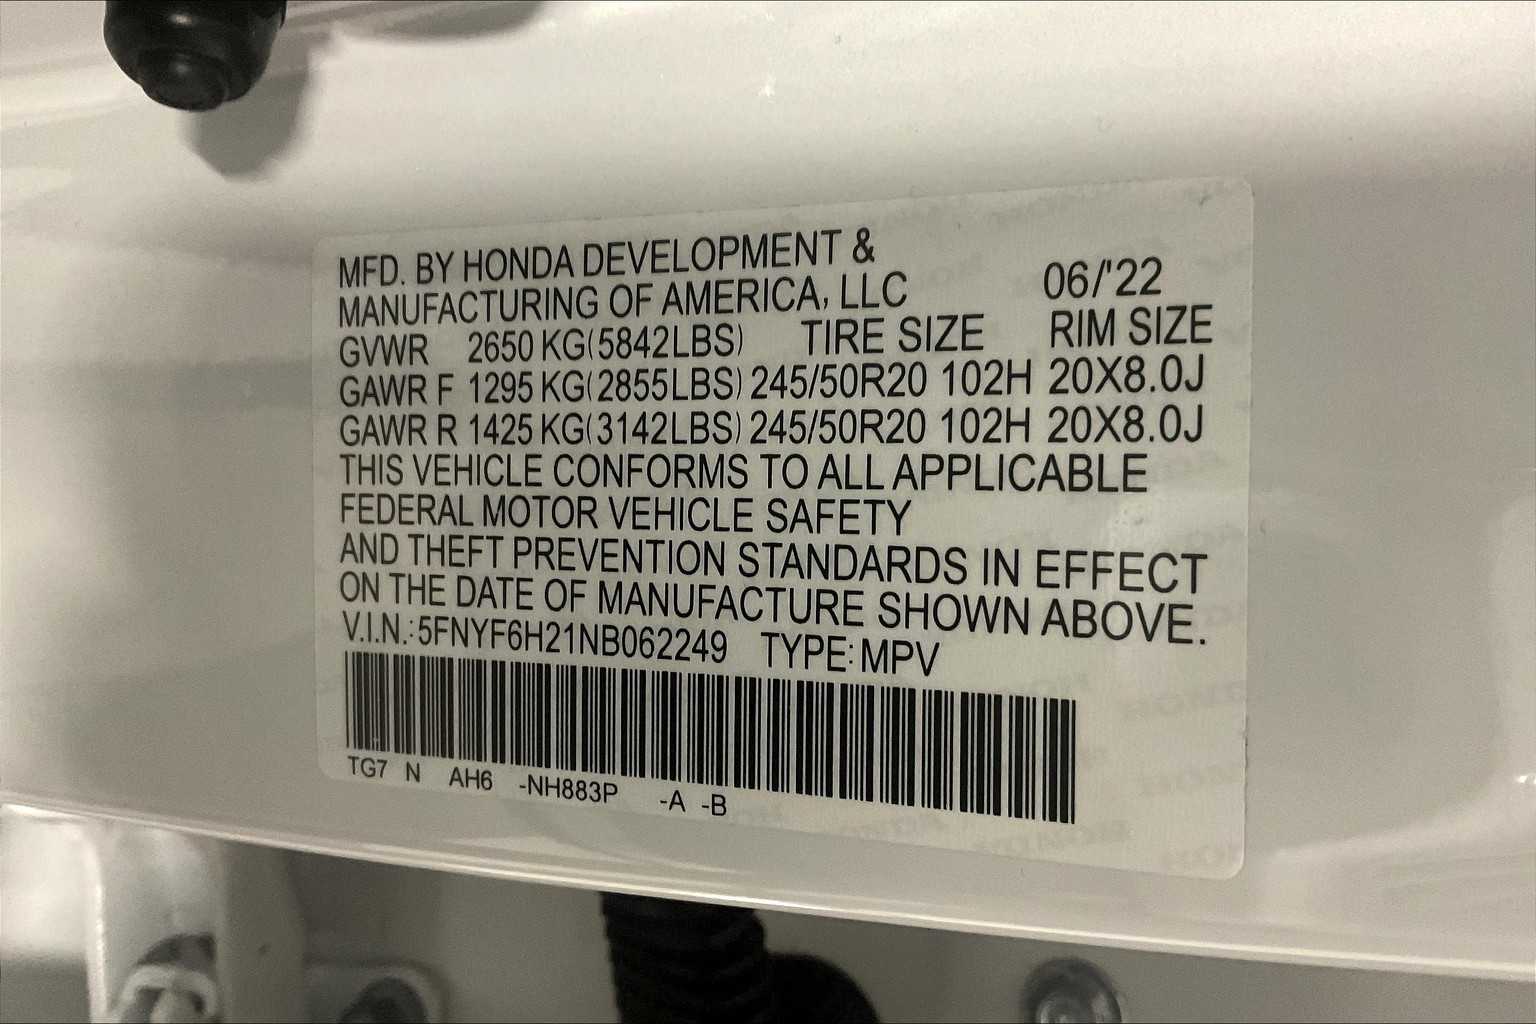 MFD. BY HONDA DEVELOPMENT &
MANUFACTURING OF AMERICA, LLC 06/'22
GVWR 2650 KG(5842LBS) TIRE SIZE RIM SIZE
GAWR F 1295 KG(2855LBS) 245/50R20 102H 20X8.0J
GAWR R 1425 KG(3142LBS) 245/50R20 102H 20X8.0J
THIS VEHICLE CONFORMS TO ALL APPLICABLE
FEDERAL MOTOR VEHICLE SAFETY
AND THEFT PREVENTION STANDARDS IN EFFECT
ON THE DATE OF MANUFACTURE SHOWN ABOVE.
V.I.N.:5FNYF6H21NB062249 TYPE:MPV
TG7 N AH6 -NH883P -A -B